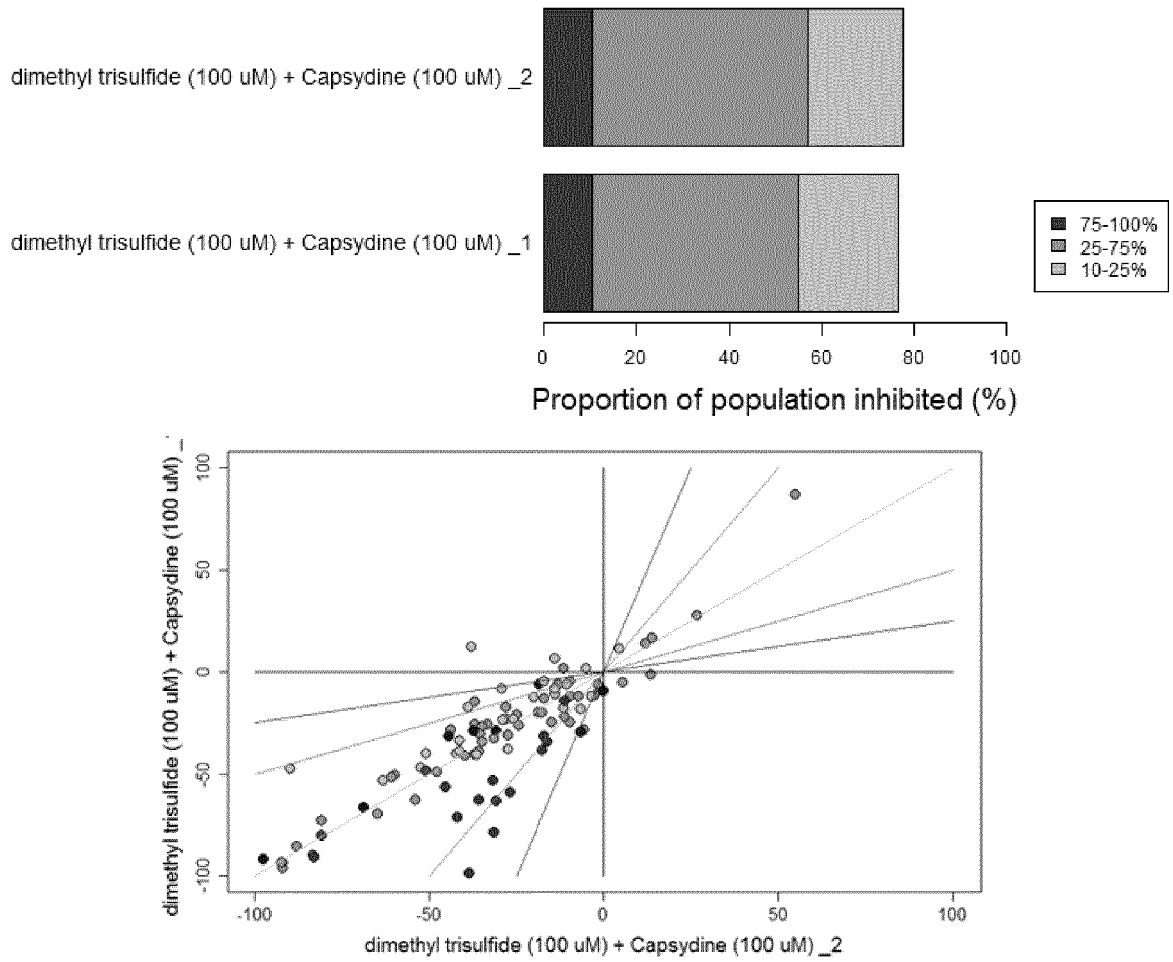 dimethyl trisulfide (100 uM) + Capsydine (100 uM) _2
dimethyl trisulfide (100 uM) + Capsydine (100 uM) _1
75-100%
25-75%
10-25%
0 20 40 60 80 100
Proportion of population inhibited (%)
dimethyl trisulfide (100 uM) + Capsydine (100 uM) _
100
50
0
-50
-100
-100 -50 0 50 100
dimethyl trisulfide (100 uM) + Capsydine (100 uM) _2